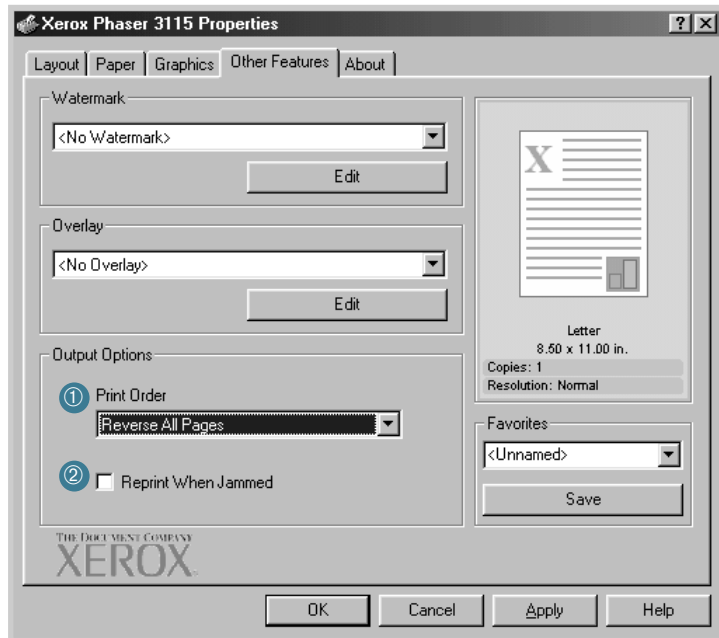 Xerox Phaser 3115 Properties
? X
Layout Paper Graphics Other Features About
Watermark
<No Watermark>
Edit
Overlay
<No Overlay>
Edit
Output Options
① Print Order
Reverse All Pages
② Reprint When Jammed
THE DOCUMENT COMPANY
XEROX
X
Letter
8.50 x 11.00 in.
Copies: 1
Resolution: Normal
Favorites
<Unnamed>
Save
OK Cancel Apply Help